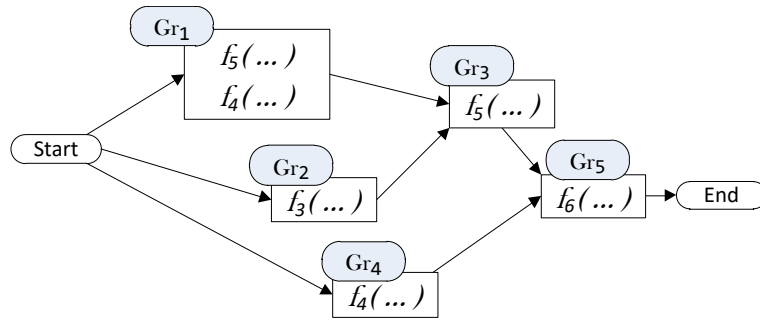 Gr1
f5(...)
f4(...)
Gr3
f5(...)
Start
Gr2
f3(...)
Gr5
f6(...)
End
Gr4
f4(...)